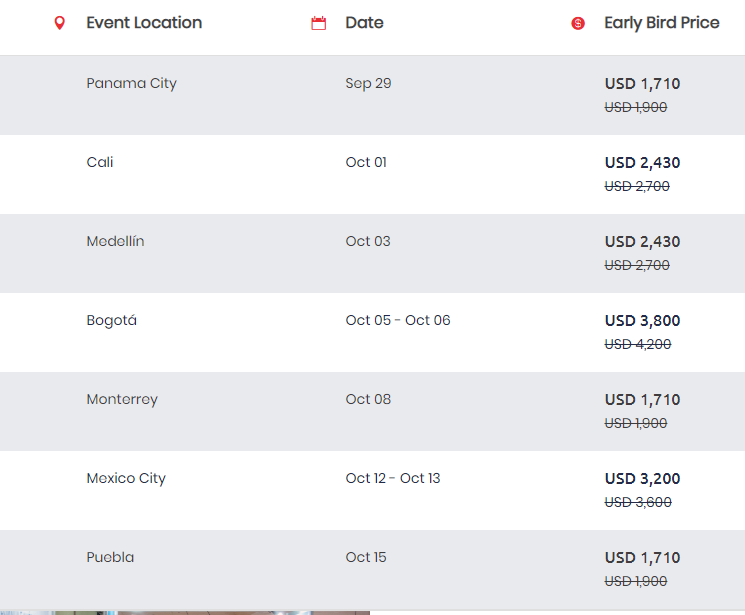 Event Location Date Early Bird Price
Panama City Sep 29 USD 1,710
USD 1,900
Cali Oct 01 USD 2,430
USD 2,700
Medellín Oct 03 USD 2,430
USD 2,700
Bogotá Oct 05 - Oct 06 USD 3,800
USD 4,200
Monterrey Oct 08 USD 1,710
USD 1,900
Mexico City Oct 12 - Oct 13 USD 3,200
USD 3,600
Puebla Oct 15 USD 1,710
USD 1,900